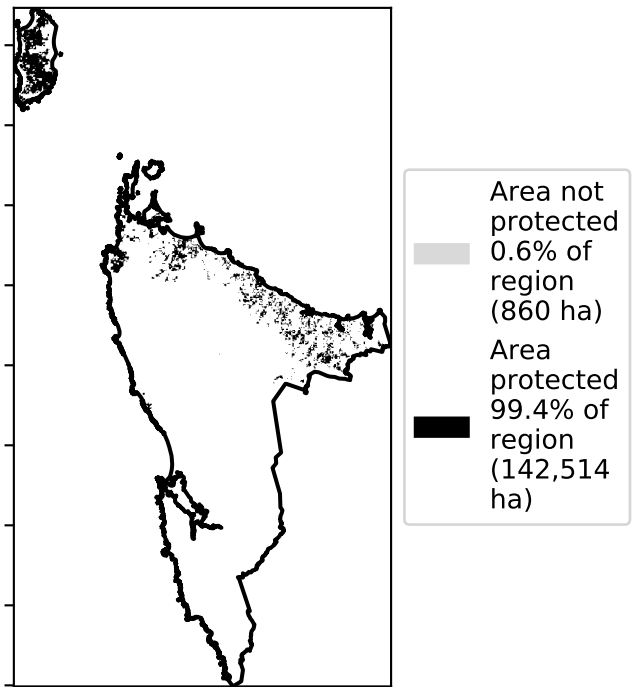 Area not
protected
0.6% of
region
(860 ha)
Area
protected
99.4% of
region
(142,514
ha)